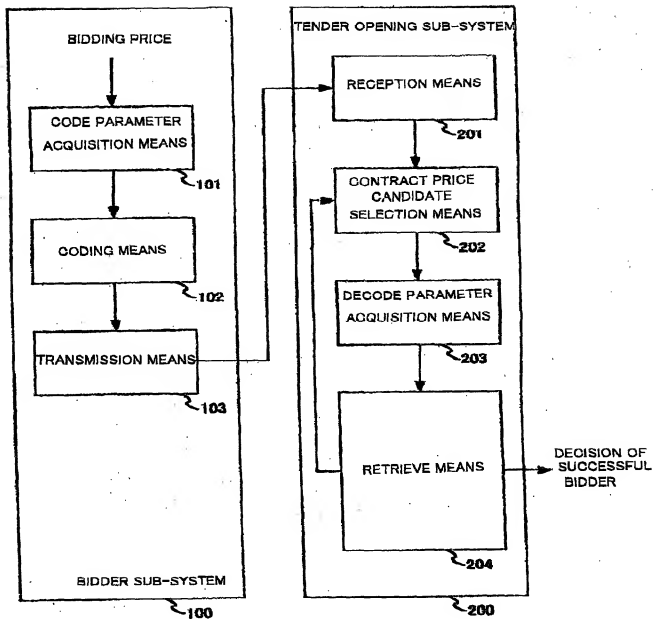 BIDDING PRICE
CODE PARAMETER
ACQUISITION MEANS
101
CODING MEANS
102
TRANSMISSION MEANS
103
BIDDER SUB-SYSTEM
100
TENDER OPENING SUB-SYSTEM
RECEPTION MEANS
201
CONTRACT PRICE
CANDIDATE
SELECTION MEANS
202
DECODE PARAMETER
ACQUISITION MEANS
203
RETRIEVE MEANS
204
DECISION OF
SUCCESSFUL
BIDDER
200